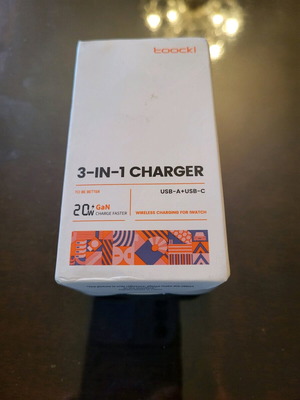 toocki
3-IN-1 CHARGER
TO BE BETTER
USB-A+USB-C
20W+ GaN
CHARGE FASTER
WIRELESS CHARGING FOR IWATCH